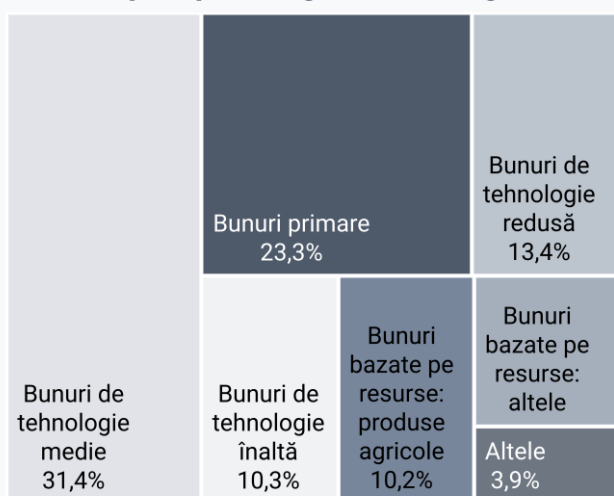 Bunuri de
tehnologie
medie
31,4%
Bunuri primare
23,3%
Bunuri de
tehnologie
redusă
13,4%
Bunuri de
tehnologie
înaltă
10,3%
Bunuri
bazate pe
resurse:
produse
agricole
10,2%
Bunuri
bazate pe
resurse:
altele
Altele
3,9%